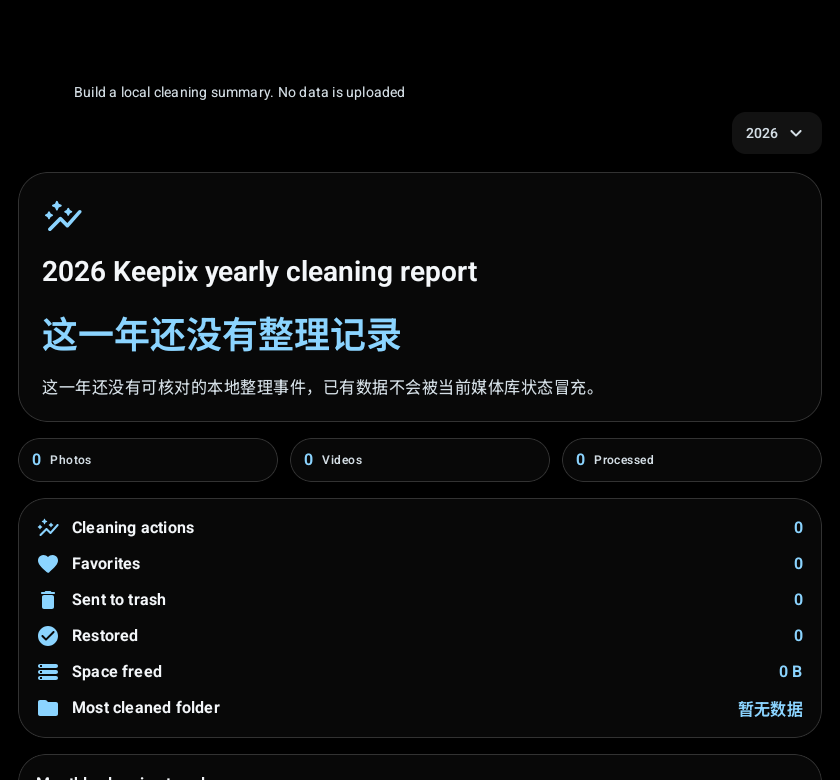 Build a local cleaning summary. No data is uploaded
2026
2026 Keepix yearly cleaning report
这一年还没有整理记录
这一年还没有可核对的本地整理事件，已有数据不会被当前媒体库状态冒充。
0 Photos
0 Videos
0 Processed
Cleaning actions 0
Favorites 0
Sent to trash 0
Restored 0
Space freed 0 B
Most cleaned folder 暂无数据